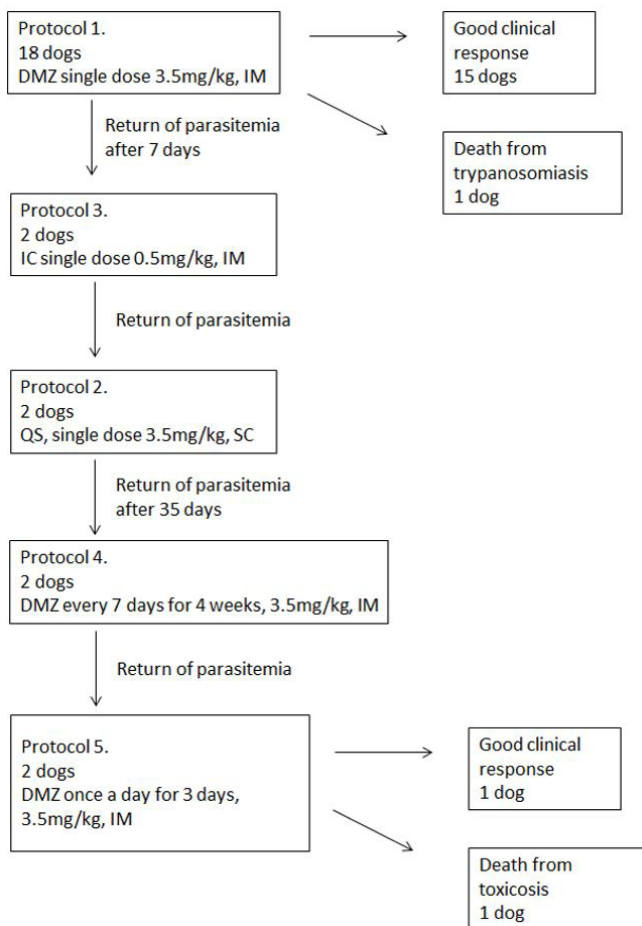 Protocol 1.
18 dogs
DMZ single dose 3.5mg/kg, IM
Good clinical
response
15 dogs
Return of parasitemia
after 7 days
Death from
trypanosomiasis
1 dog
Protocol 3.
2 dogs
IC single dose 0.5mg/kg, IM
Return of parasitemia
Protocol 2.
2 dogs
QS, single dose 3.5mg/kg, SC
Return of parasitemia
after 35 days
Protocol 4.
2 dogs
DMZ every 7 days for 4 weeks, 3.5mg/kg, IM
Return of parasitemia
Protocol 5.
2 dogs
DMZ once a day for 3 days,
3.5mg/kg, IM
Good clinical
response
1 dog
Death from
toxicosis
1 dog